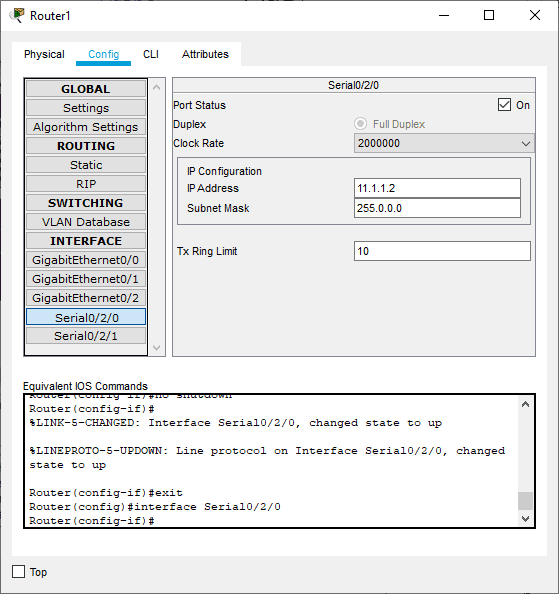 Router1
Physical Config CLI Attributes
GLOBAL
Settings
Algorithm Settings
ROUTING
Static
RIP
SWITCHING
VLAN Database
INTERFACE
GigabitEthernet0/0
GigabitEthernet0/1
GigabitEthernet0/2
Serial0/2/0
Serial0/2/1
Serial0/2/0
Port Status On
Duplex Full Duplex
Clock Rate 2000000
IP Configuration
IP Address 11.1.1.2
Subnet Mask 255.0.0.0
Tx Ring Limit 10
Equivalent IOS Commands
Router(config-if)#no shutdown
Router(config-if)#
%LINK-5-CHANGED: Interface Serial0/2/0, changed state to up
%LINEPROTO-5-UPDOWN: Line protocol on Interface Serial0/2/0, changed
state to up
Router(config-if)#exit
Router(config)#interface Serial0/2/0
Router(config-if)#
Top